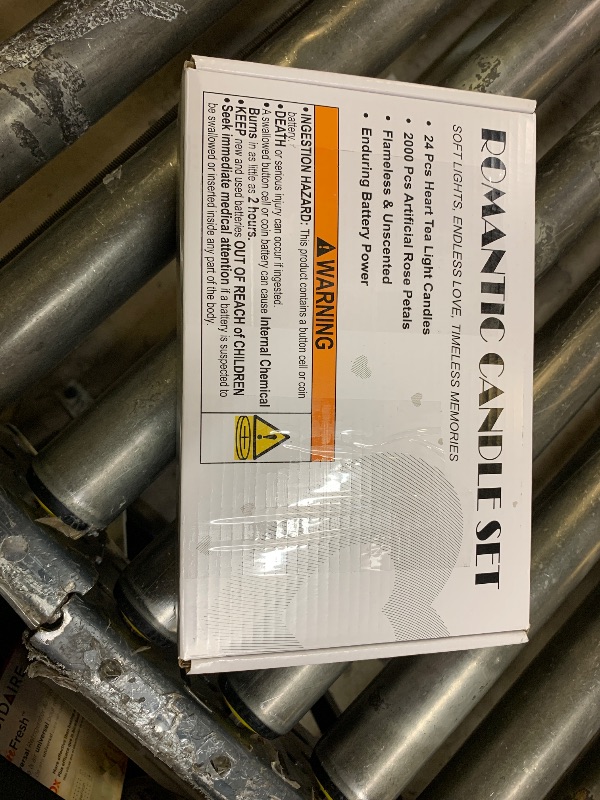 ROMANTIC CANDLE SET
SOFT LIGHTS, ENDLESS LOVE, TIMELESS MEMORIES
• 24 Pcs Heart Tea Light Candles
• 2000 Pcs Artificial Rose Petals
• Flameless & Unscented
• Enduring Battery Power
WARNING
• INGESTION HAZARD: This product contains a button cell or coin
battery.
• DEATH or serious injury can occur if ingested.
• A swallowed button cell or coin battery can cause Internal Chemical
Burns in as little as 2 hours.
• KEEP new and used batteries OUT OF REACH of CHILDREN
• Seek immediate medical attention if a battery is suspected to
be swallowed or inserted inside any part of the body.
IDAIRE
Fresh